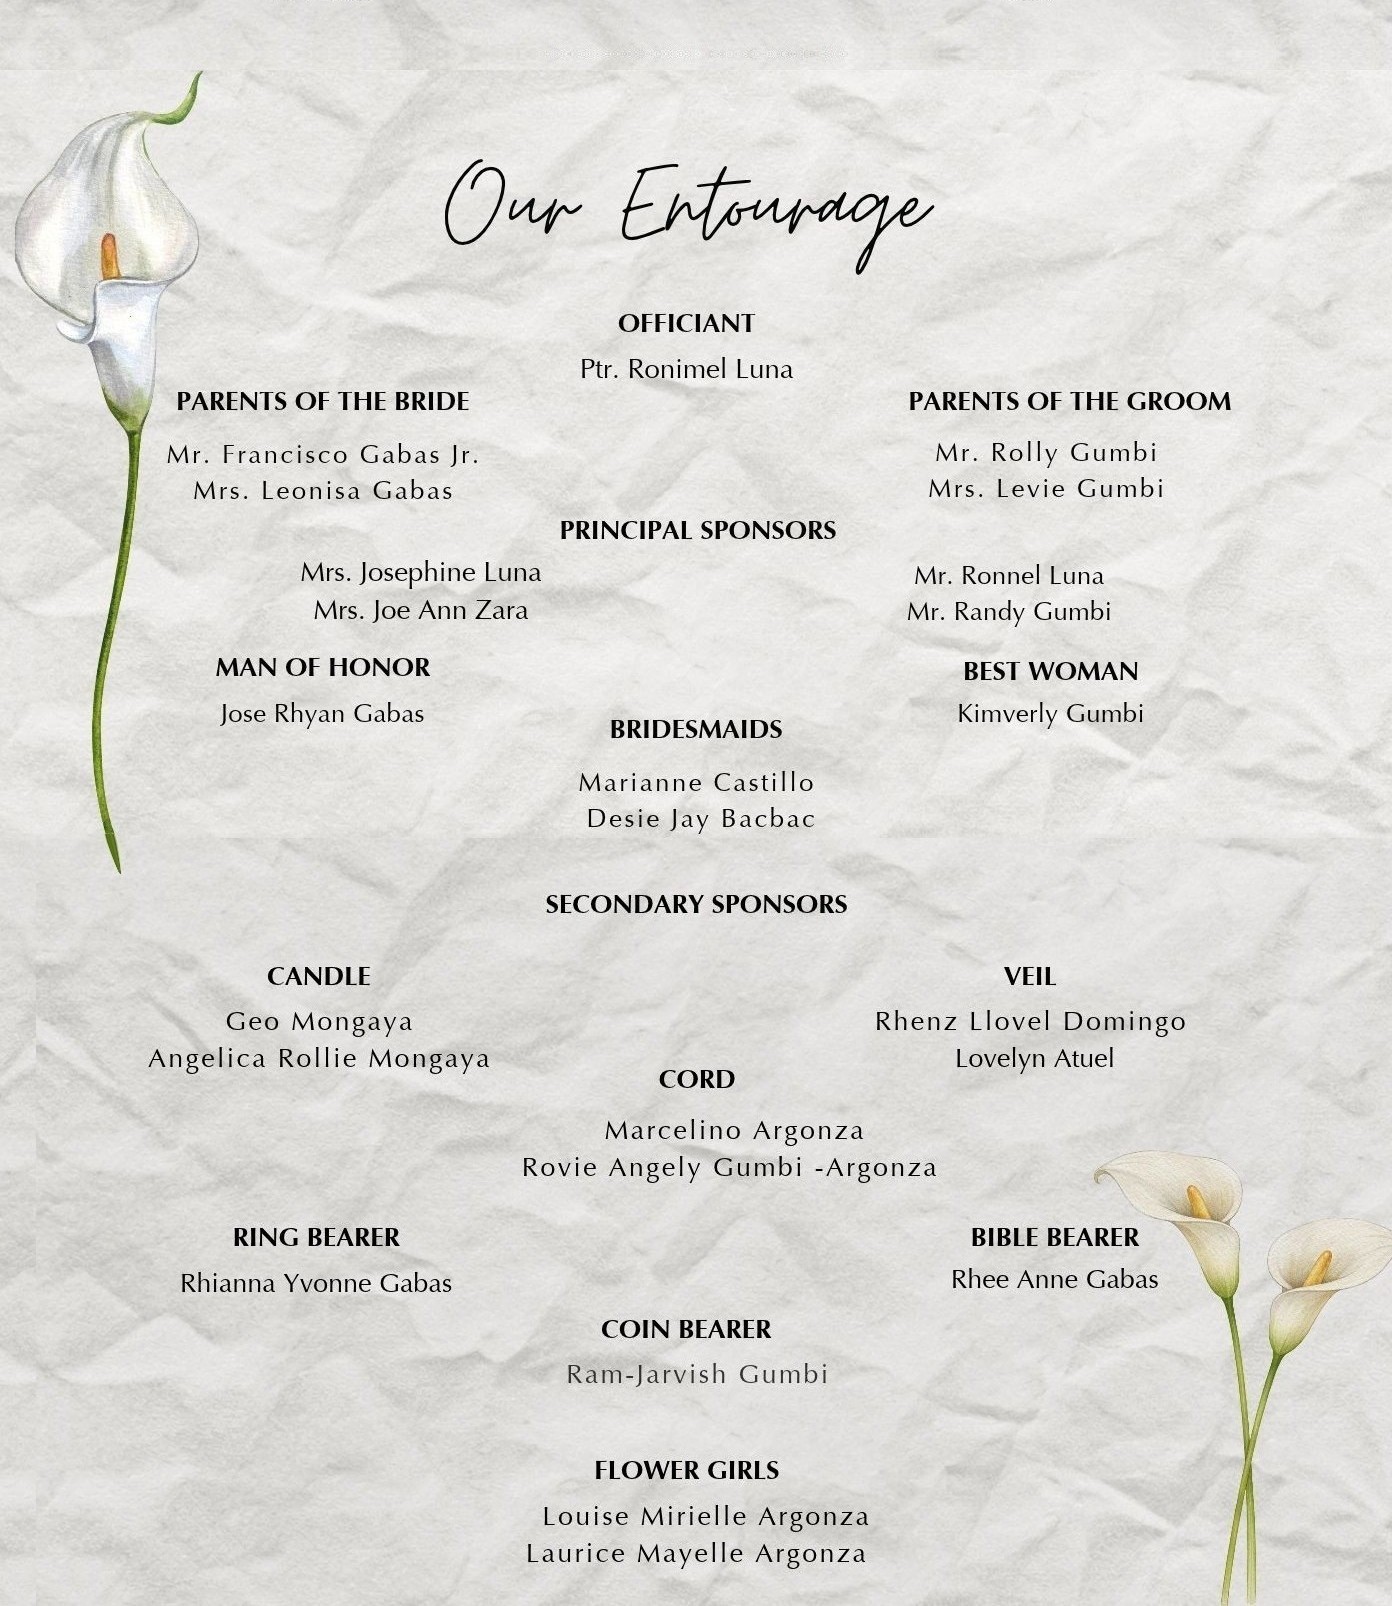 Our Entourage
OFFICIANT
Ptr. Ronimel Luna
PARENTS OF THE BRIDE
Mr. Francisco Gabas Jr.
Mrs. Leonisa Gabas
PARENTS OF THE GROOM
Mr. Rolly Gumbi
Mrs. Levie Gumbi
PRINCIPAL SPONSORS
Mrs. Josephine Luna
Mrs. Joe Ann Zara
Mr. Ronnel Luna
Mr. Randy Gumbi
MAN OF HONOR
Jose Rhyan Gabas
BEST WOMAN
Kimverly Gumbi
BRIDESMAIDS
Marianne Castillo
Desie Jay Bacbac
SECONDARY SPONSORS
CANDLE
Geo Mongaya
Angelica Rollie Mongaya
VEIL
Rhenz Llovel Domingo
Lovelyn Atuel
CORD
Marcelino Argonza
Rovie Angely Gumbi -Argonza
RING BEARER
Rhianna Yvonne Gabas
BIBLE BEARER
Rhee Anne Gabas
COIN BEARER
Ram-Jarvish Gumbi
FLOWER GIRLS
Louise Mirielle Argonza
Laurice Mayelle Argonza